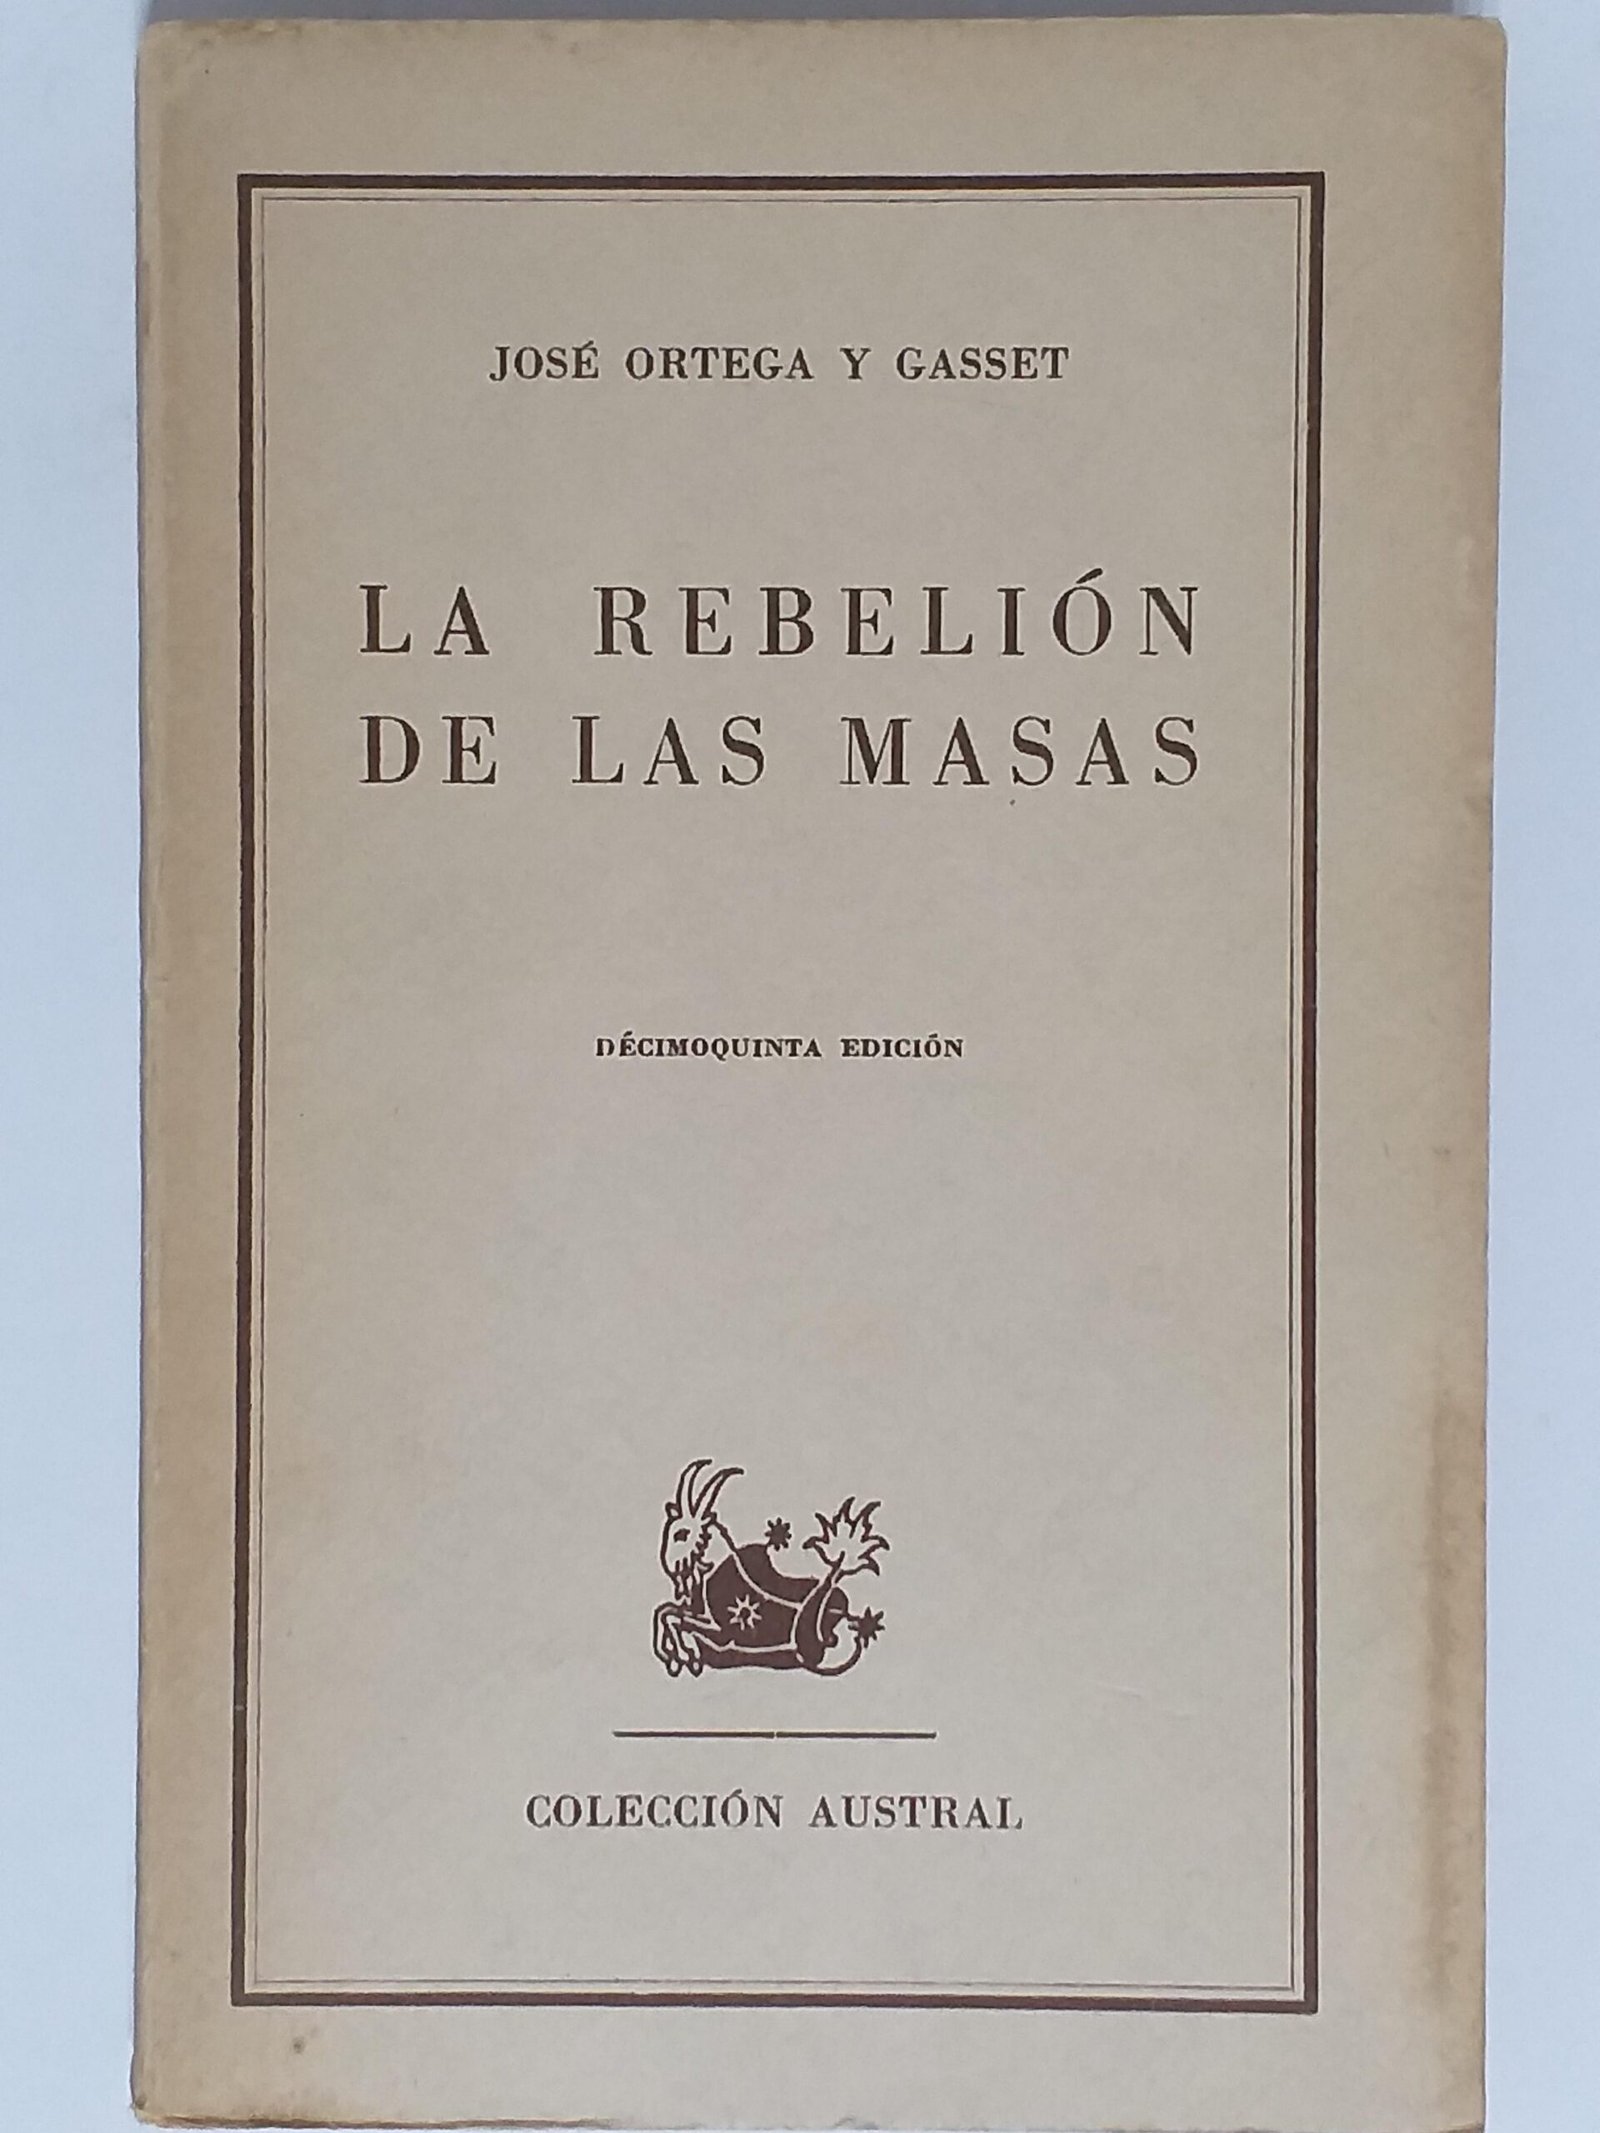 JOSÉ ORTEGA Y GASSET
LA REBELIÓN
DE LAS MASAS
DÉCIMOQUINTA EDICIÓN
COLECCIÓN AUSTRAL